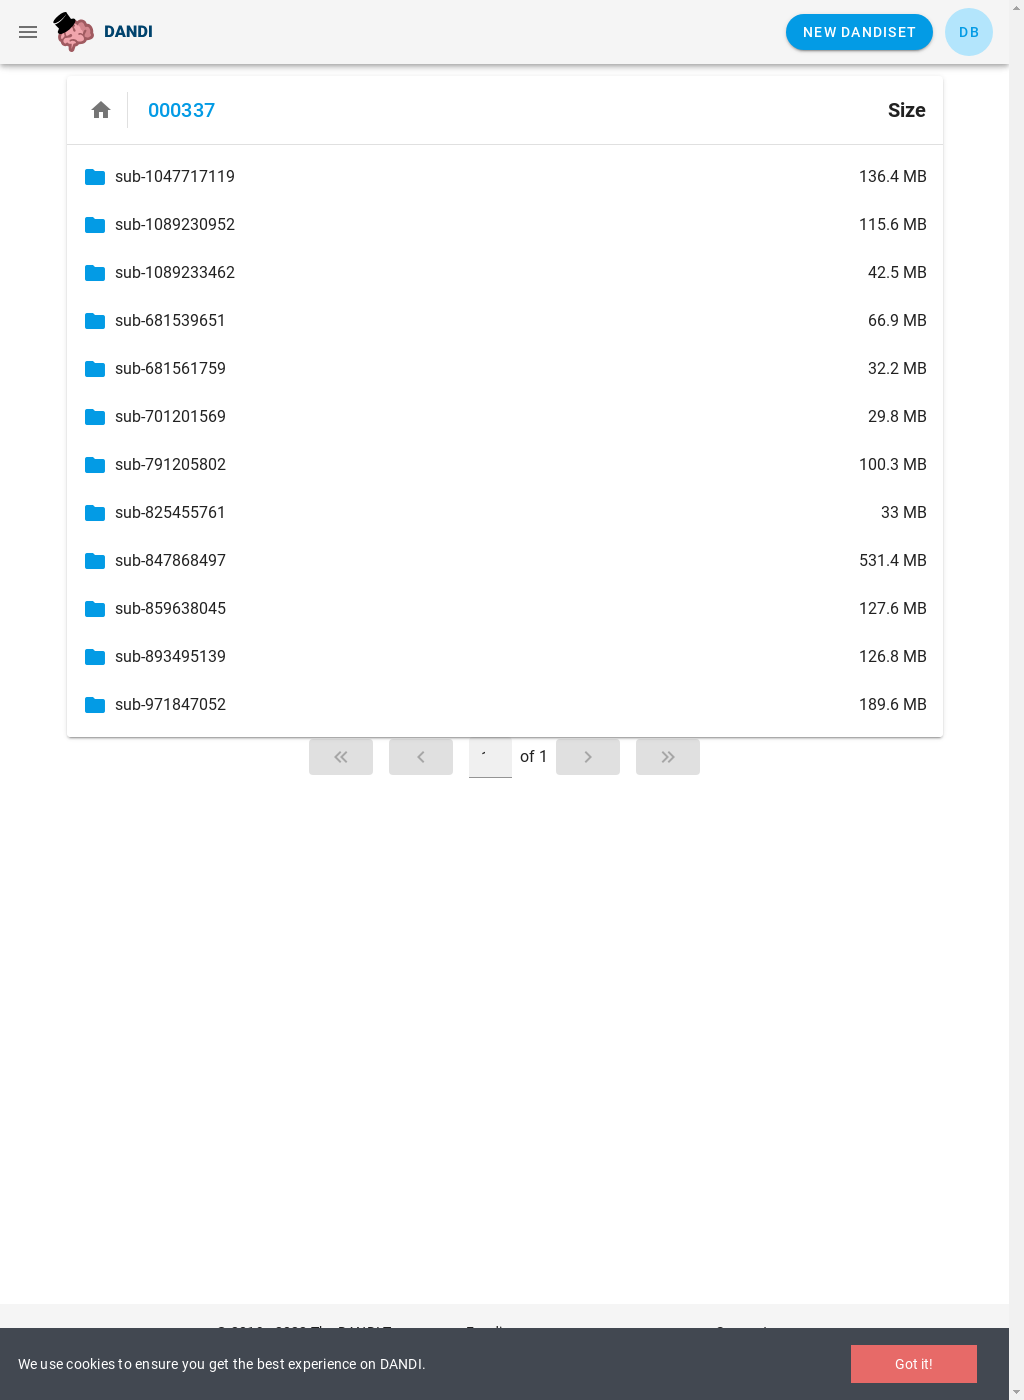 DANDI
NEW DANDISET
DB
000337 Size
sub-1047717119 136.4 MB
sub-1089230952 115.6 MB
sub-1089233462 42.5 MB
sub-681539651 66.9 MB
sub-681561759 32.2 MB
sub-701201569 29.8 MB
sub-791205802 100.3 MB
sub-825455761 33 MB
sub-847868497 531.4 MB
sub-859638045 127.6 MB
sub-893495139 126.8 MB
sub-971847052 189.6 MB
of 1
We use cookies to ensure you get the best experience on DANDI.
Got it!